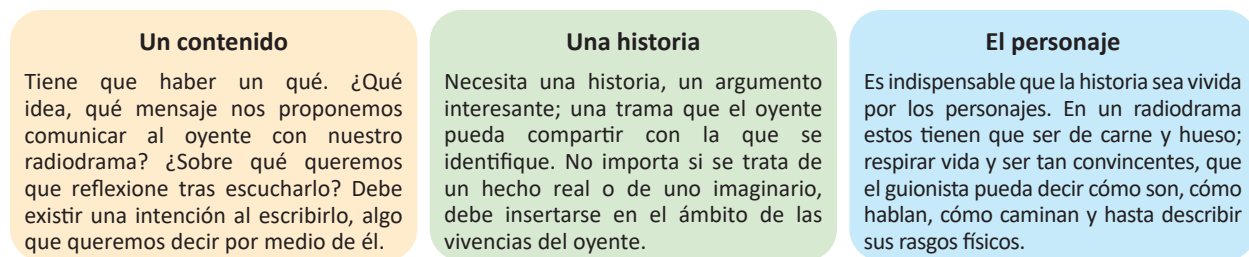 Un contenido
Tiene que haber un qué. ¿Qué
idea, qué mensaje nos proponemos
comunicar al oyente con nuestro
radiodrama? ¿Sobre qué queremos
que reflexione tras escucharlo? Debe
existir una intención al escribirlo, algo
que queremos decir por medio de él.
Una historia
Necesita una historia, un argumento
interesante; una trama que el oyente
pueda compartir con la que se
identifique. No importa si se trata de
un hecho real o de uno imaginario,
debe insertarse en el ámbito de las
vivencias del oyente.
El personaje
Es indispensable que la historia sea vivida
por los personajes. En un radiodrama
estos tienen que ser de carne y hueso;
respirar vida y ser tan convincentes, que
el guionista pueda decir cómo son, cómo
hablan, cómo caminan y hasta describir
sus rasgos físicos.